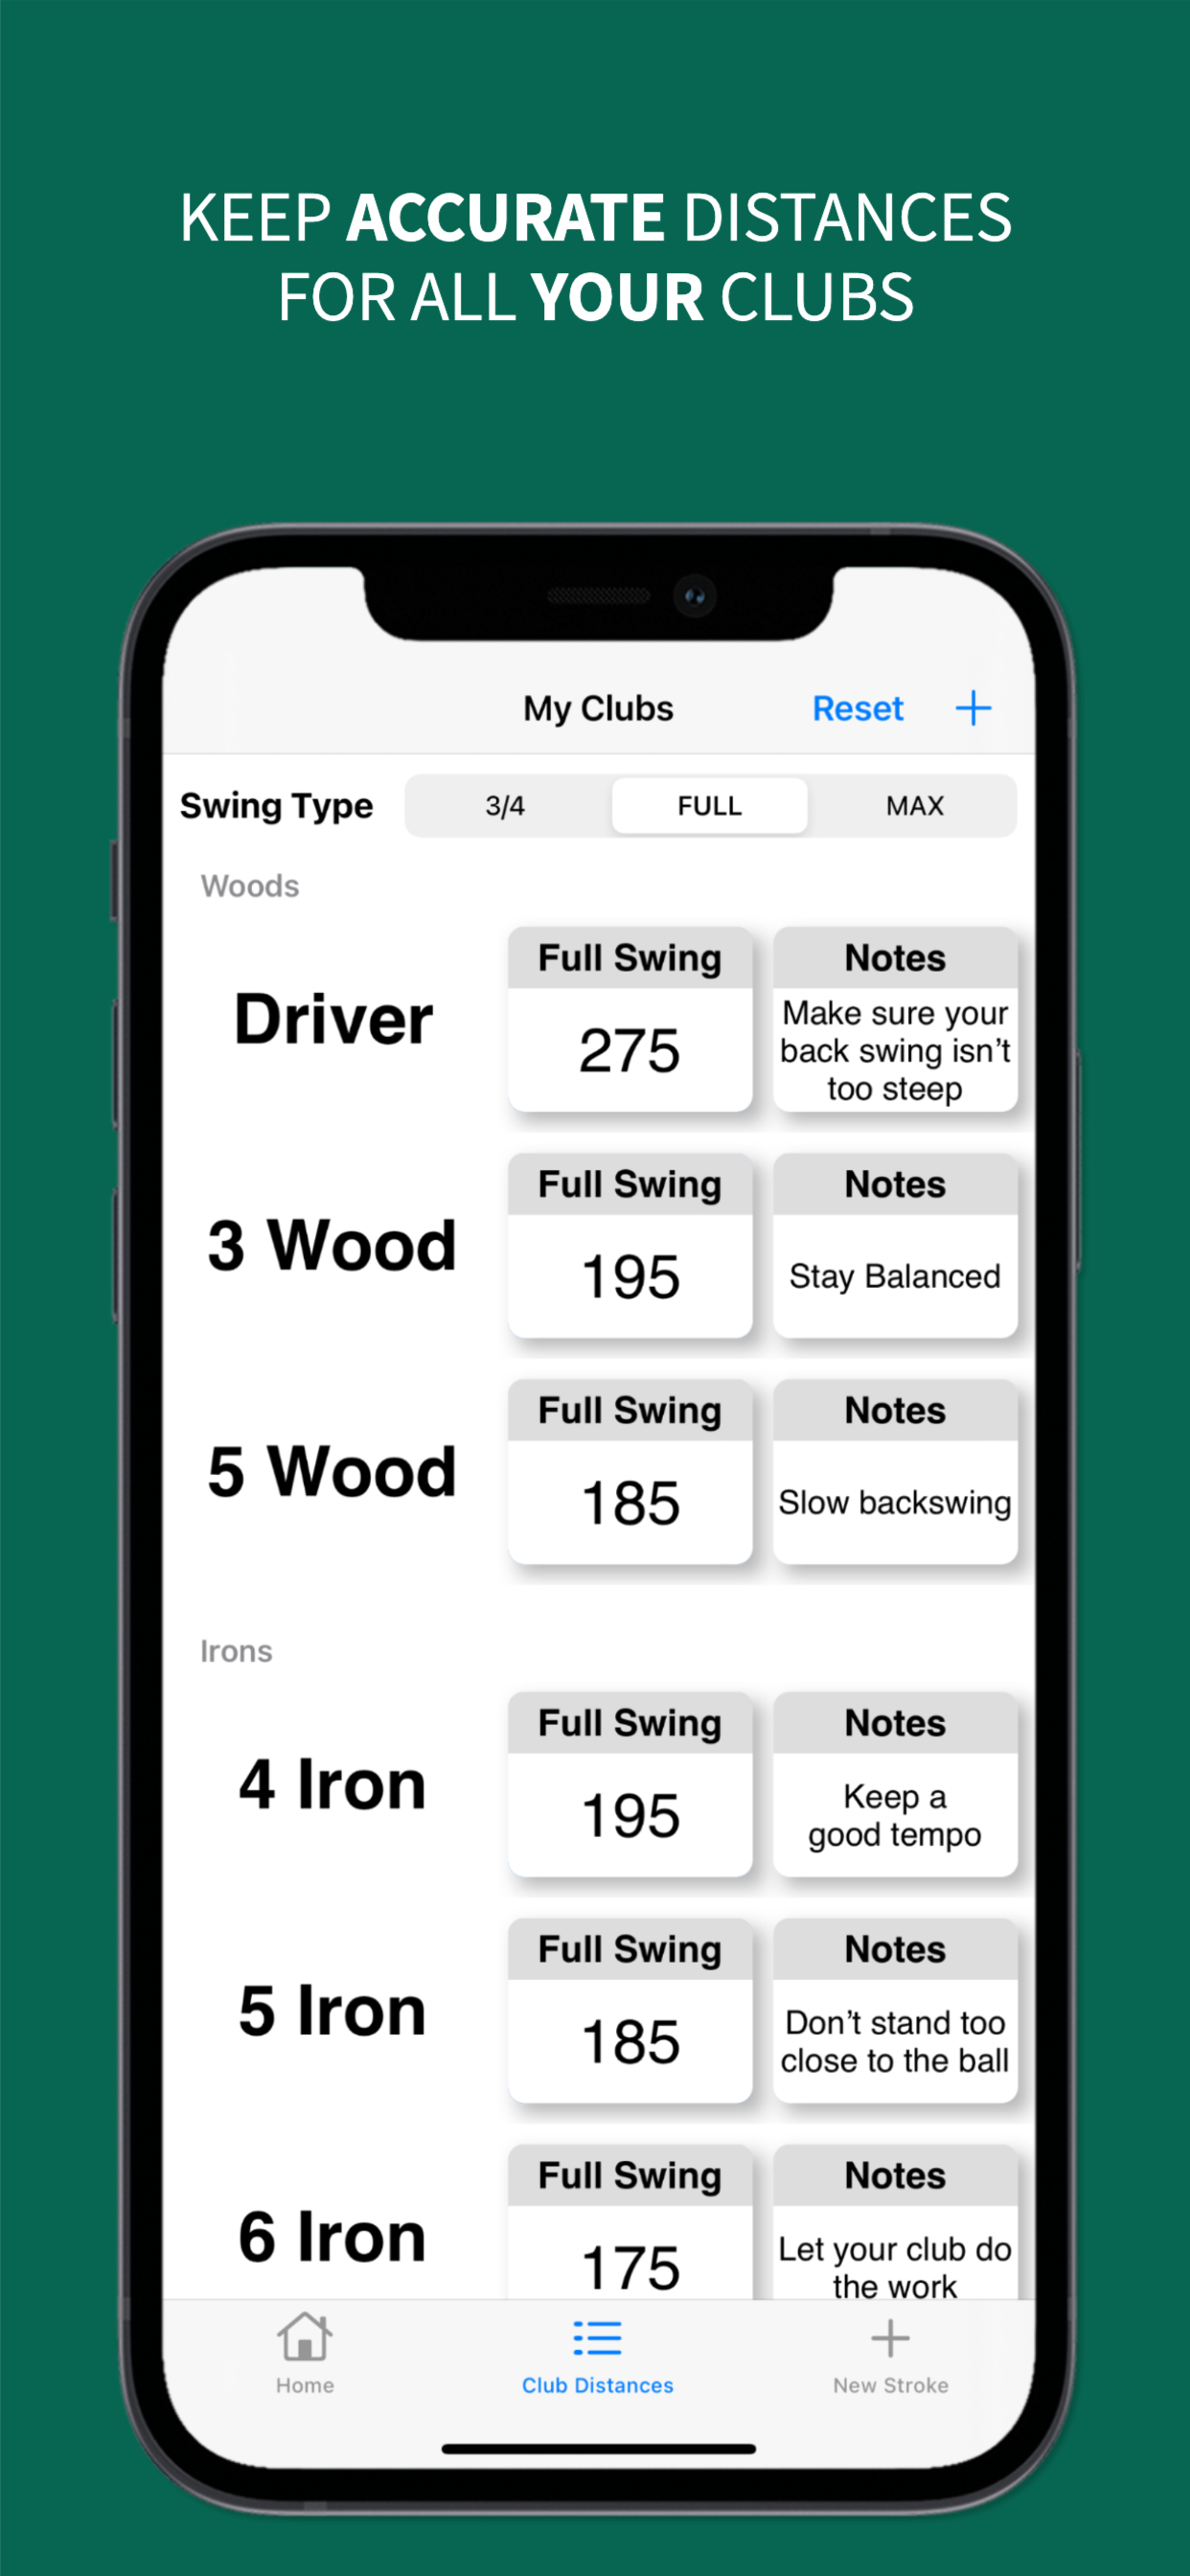 KEEP ACCURATE DISTANCES
FOR ALL YOUR CLUBS
My Clubs
Reset
Swing Type
3/4
FULL
MAX
Woods
Driver
Full Swing
275
Notes
Make sure your
back swing isn’t
too steep
3 Wood
Full Swing
195
Notes
Stay Balanced
5 Wood
Full Swing
185
Notes
Slow backswing
Irons
4 Iron
Full Swing
195
Notes
Keep a
good tempo
5 Iron
Full Swing
185
Notes
Don’t stand too
close to the ball
6 Iron
Full Swing
175
Notes
Let your club do
the work
Home
Club Distances
New Stroke